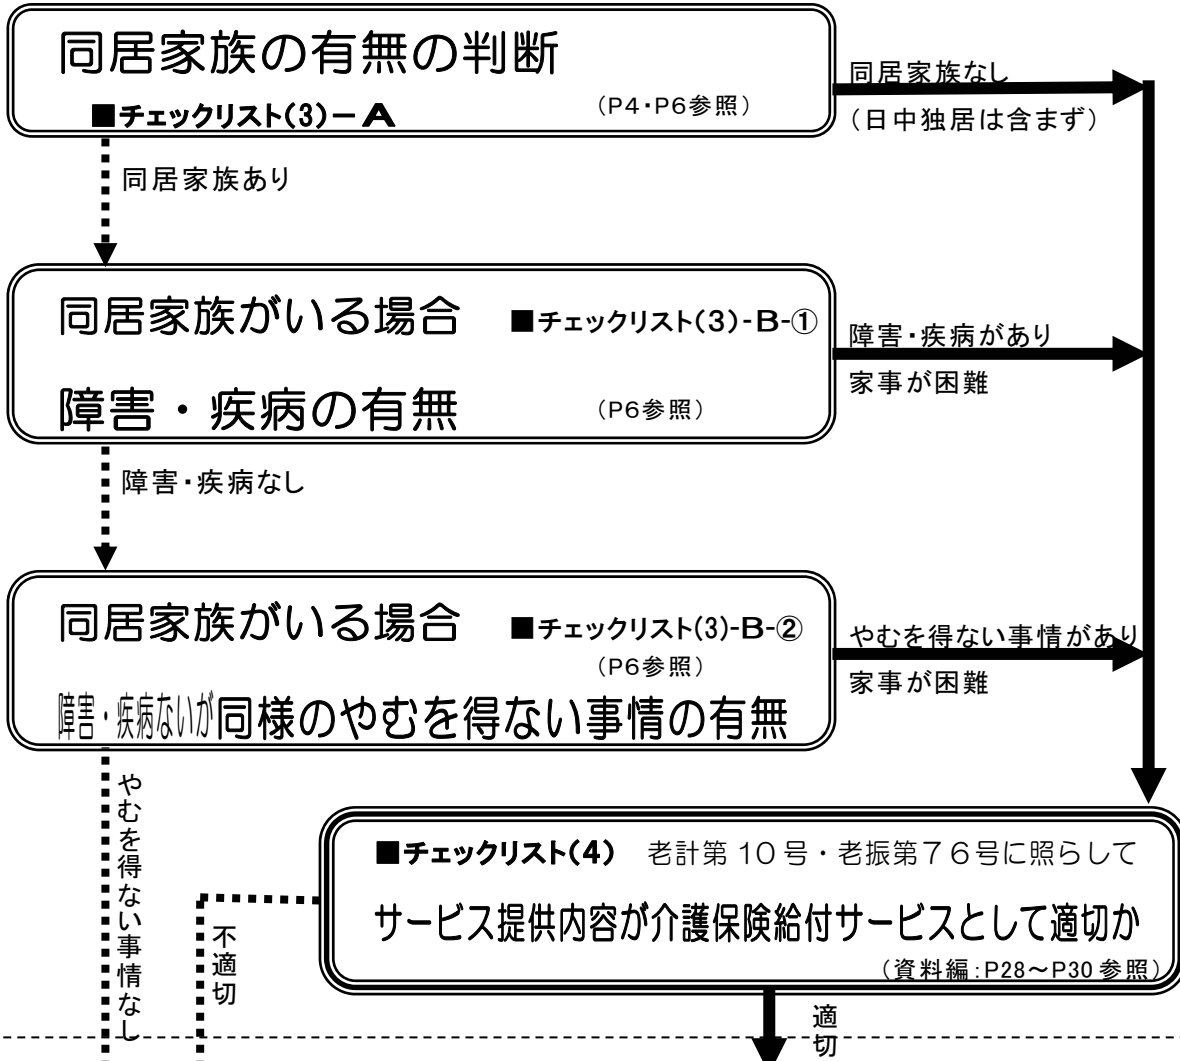 同居家族の有無の判断
■チェックリスト(3)－A
(P4・P6参照)
同居家族なし
(日中独居は含まず)
同居家族あり
同居家族がいる場合
■チェックリスト(3)-B-①
障害・疾病の有無
(P6参照)
障害・疾病があり
家事が困難
障害・疾病なし
同居家族がいる場合
■チェックリスト(3)-B-②
(P6参照)
障害・疾病ないが同様のやむを得ない事情の有無
やむを得ない事情があり
家事が困難
やむを得ない事情なし
■チェックリスト(4) 老計第10号・老振第７６号に照らして
サービス提供内容が介護保険給付サービスとして適切か
(資料編:P28～P30参照)
不適切
適切